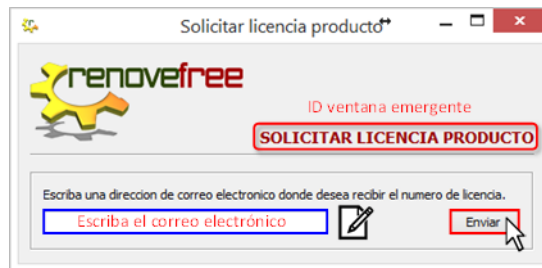 Solicitar licencia producto
renovefree
ID ventana emergente
SOLICITAR LICENCIA PRODUCTO
Escriba una direccion de correo electronico donde desea recibir el numero de licencia.
Escriba el correo electrónico
Enviar